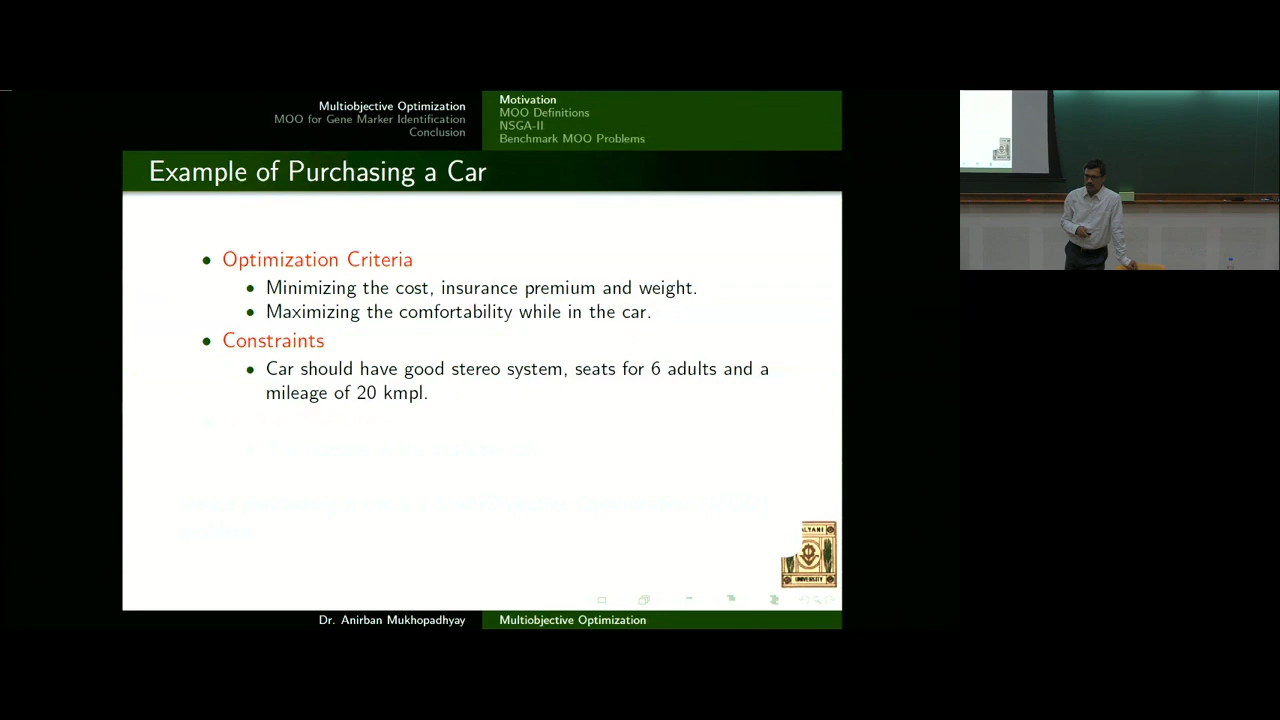 Multiobjective Optimization
MOO for Gene Marker Identification
Conclusion
Motivation
MOO Definitions
NSGA-II
Benchmark MOO Problems
Example of Purchasing a Car
Optimization Criteria
Minimizing the cost, insurance premium and weight.
Maximizing the comfortability while in the car.
Constraints
Car should have good stereo system, seats for 6 adults and a
mileage of 20 kmpl.
UNIVERSITY
Dr. Anirban Mukhopadhyay
Multiobjective Optimization